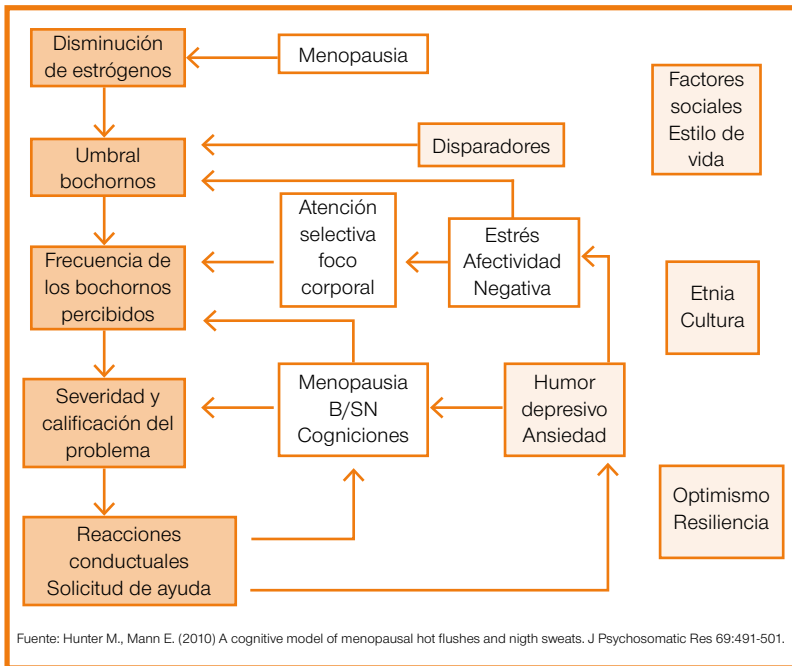 Disminución
de estrógenos
Menopausia
Factores
sociales
Estilo de
vida
Umbral
bochornos
Disparadores
Atención
selectiva
foco
corporal
Estrés
Afectividad
Negativa
Frecuencia de
los bochornos
percibidos
Etnia
Cultura
Severidad y
calificación del
problema
Menopausia
B/SN
Cogniciones
Humor
depresivo
Ansiedad
Optimismo
Resiliencia
Reacciones
conductuales
Solicitud de ayuda
Fuente: Hunter M., Mann E. (2010) A cognitive model of menopausal hot flushes and nigth sweats. J Psychosomatic Res 69:491-501.